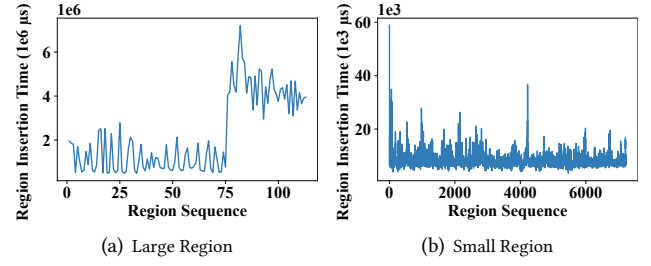 1e6
Region Insertion Time (1e6 μs)
6
4
2
0
25
50
75
100
Region Sequence
(a) Large Region
1e3
Region Insertion Time (1e3 μs)
60
40
20
0
2000
4000
6000
Region Sequence
(b) Small Region